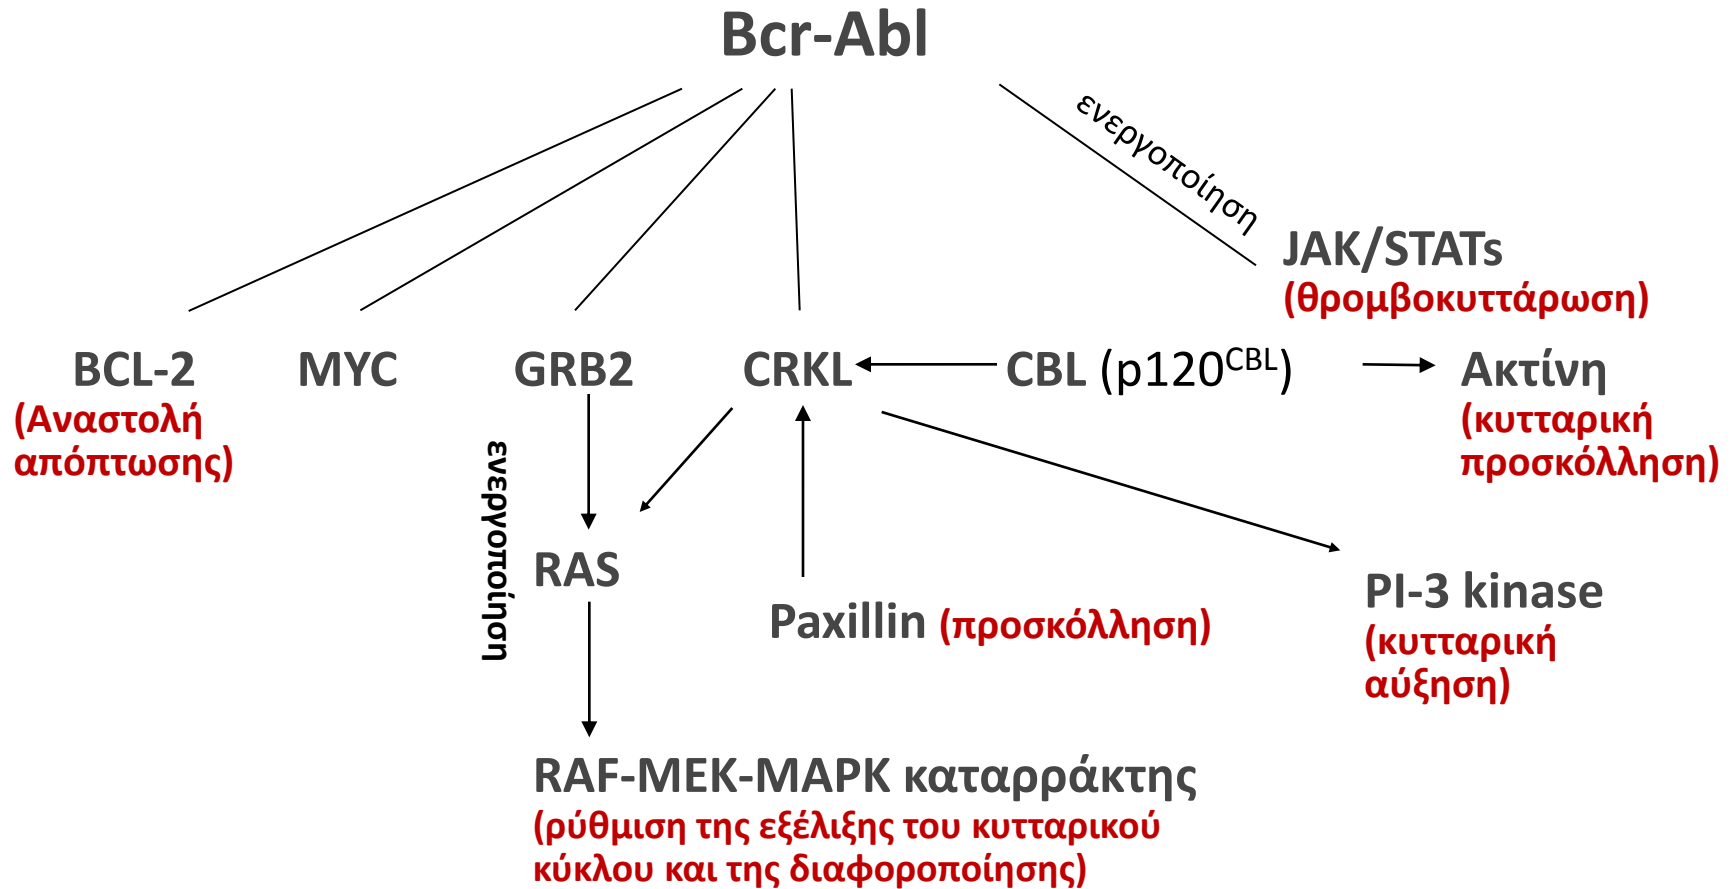 Bcr-Abl
ενεργοποίηση
JAK/STATs
(θρομβοκυττάρωση)
BCL-2
(Αναστολή
απόπτωσης)
MYC
GRB2
CRKL
CBL (p120^CBL)
Ακτίνη
(κυτταρική
προσκόλληση)
ενεργοποίηση
RAS
Paxillin (προσκόλληση)
PI-3 kinase
(κυτταρική
αύξηση)
RAF-MEK-MAPK καταρράκτης
(ρύθμιση της εξέλιξης του κυτταρικού
κύκλου και της διαφοροποίησης)